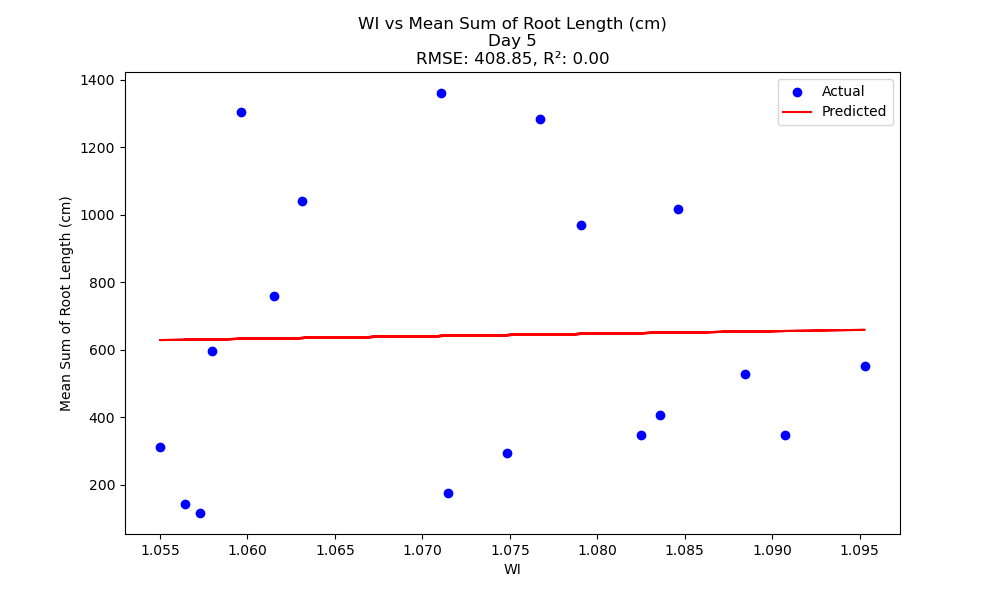 WI vs Mean Sum of Root Length (cm)
Day 5
RMSE: 408.85, R²: 0.00
Actual
Predicted
Mean Sum of Root Length (cm)
1400
1200
1000
800
600
400
200
1.055 1.060 1.065 1.070 1.075 1.080 1.085 1.090 1.095
WI